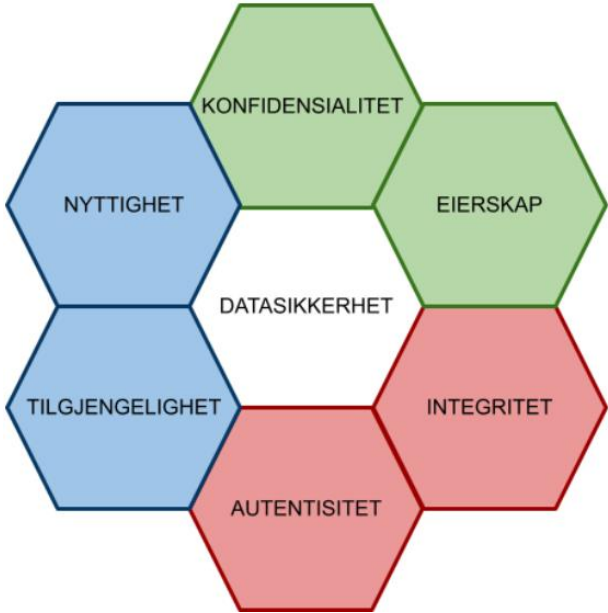 KONFIDENSIALITET
NYTTIGHET
EIERSKAP
DATASIKKERHET
TILGJENGELIGHET
INTEGRITET
AUTENTISITET